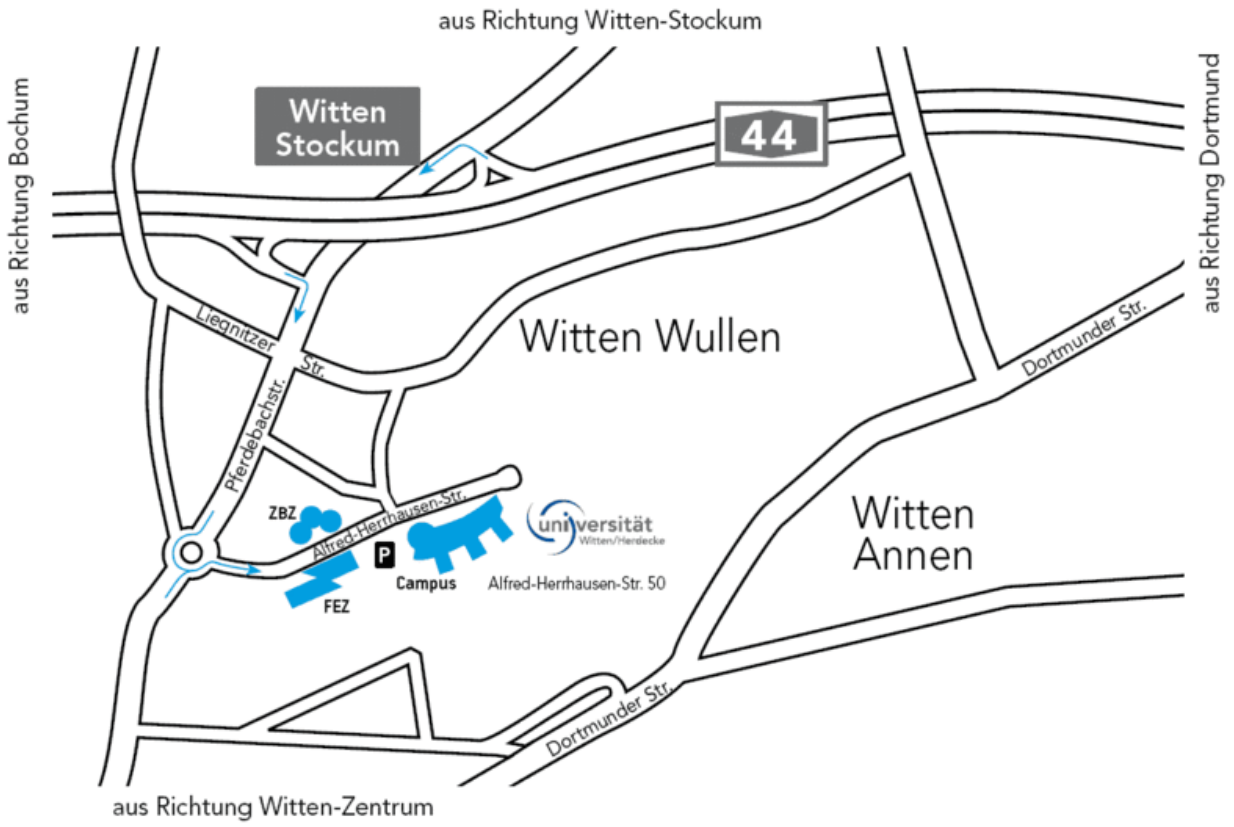 aus Richtung Witten-Stockum
aus Richtung Bochum
Witten
Stockum
44
aus Richtung Dortmund
Liegnitzer
Str.
Witten Wullen
Dortmunder Str.
Pferdebachstr.
ZBZ
Alfred-Herrhausen-Str.
P
Campus
FEZ
universität
Witten/Herdecke
Alfred-Herrhausen-Str. 50
Witten
Annen
Dortmunder Str.
aus Richtung Witten-Zentrum